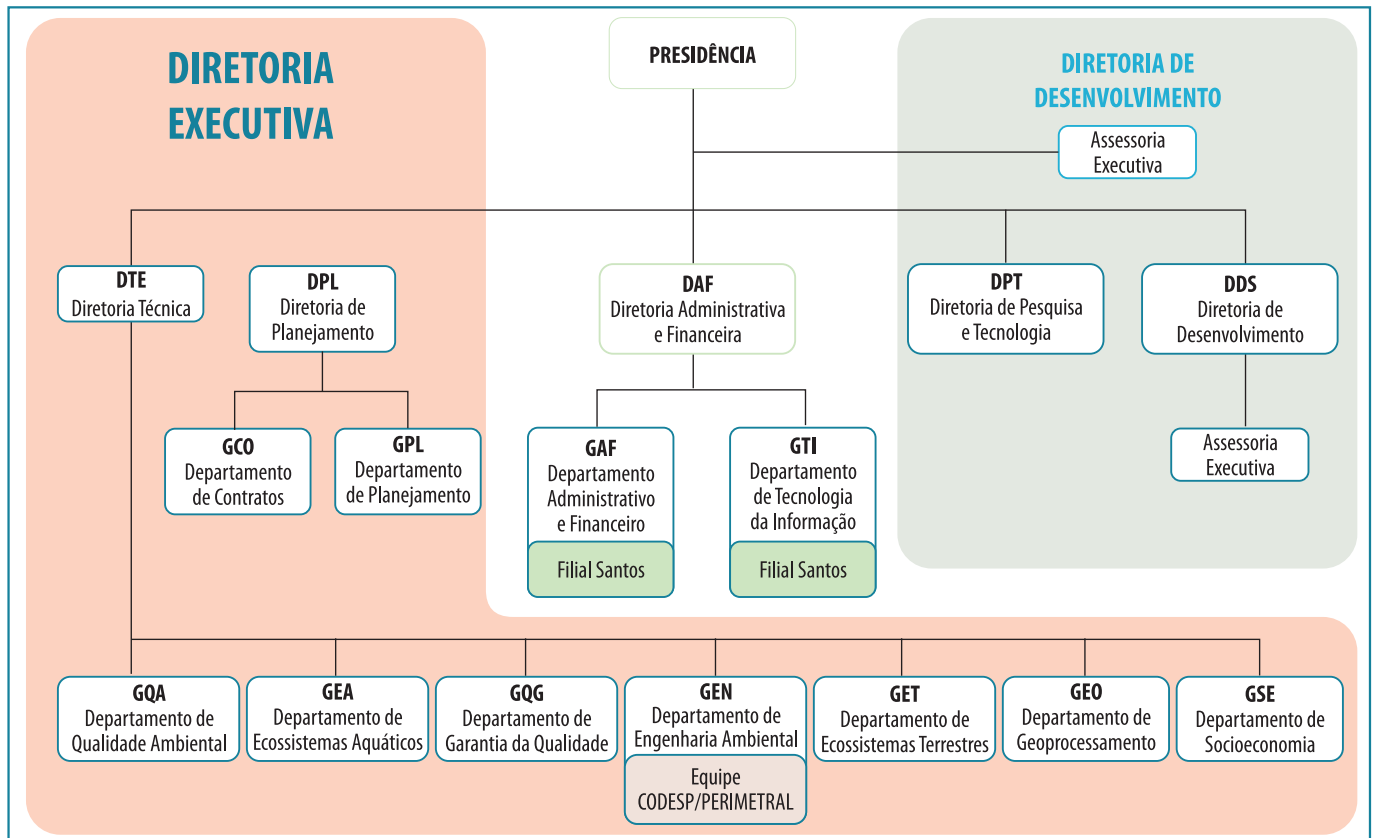 DIRETORIA
EXECUTIVA
PRESIDÊNCIA
DIRETORIA DE
DESENVOLVIMENTO
Assessoria
Executiva
DTE
Diretoria Técnica
DPL
Diretoria de
Planejamento
DAF
Diretoria Administrativa
e Financeira
DPT
Diretoria de Pesquisa
e Tecnologia
DDS
Diretoria de
Desenvolvimento
GCO
Departamento
de Contratos
GPL
Departamento
de Planejamento
GAF
Departamento
Administrativo
e Financeiro
Filial Santos
GTI
Departamento
de Tecnologia
da Informação
Filial Santos
Assessoria
Executiva
GQA
Departamento de
Qualidade Ambiental
GEA
Departamento de
Ecossistemas Aquáticos
GQG
Departamento de
Garantia da Qualidade
GEN
Departamento de
Engenharia Ambiental
Equipe
CODESP/PERIMETRAL
GET
Departamento de
Ecossistemas Terrestres
GEO
Departamento de
Geoprocessamento
GSE
Departamento de
Socioeconomia